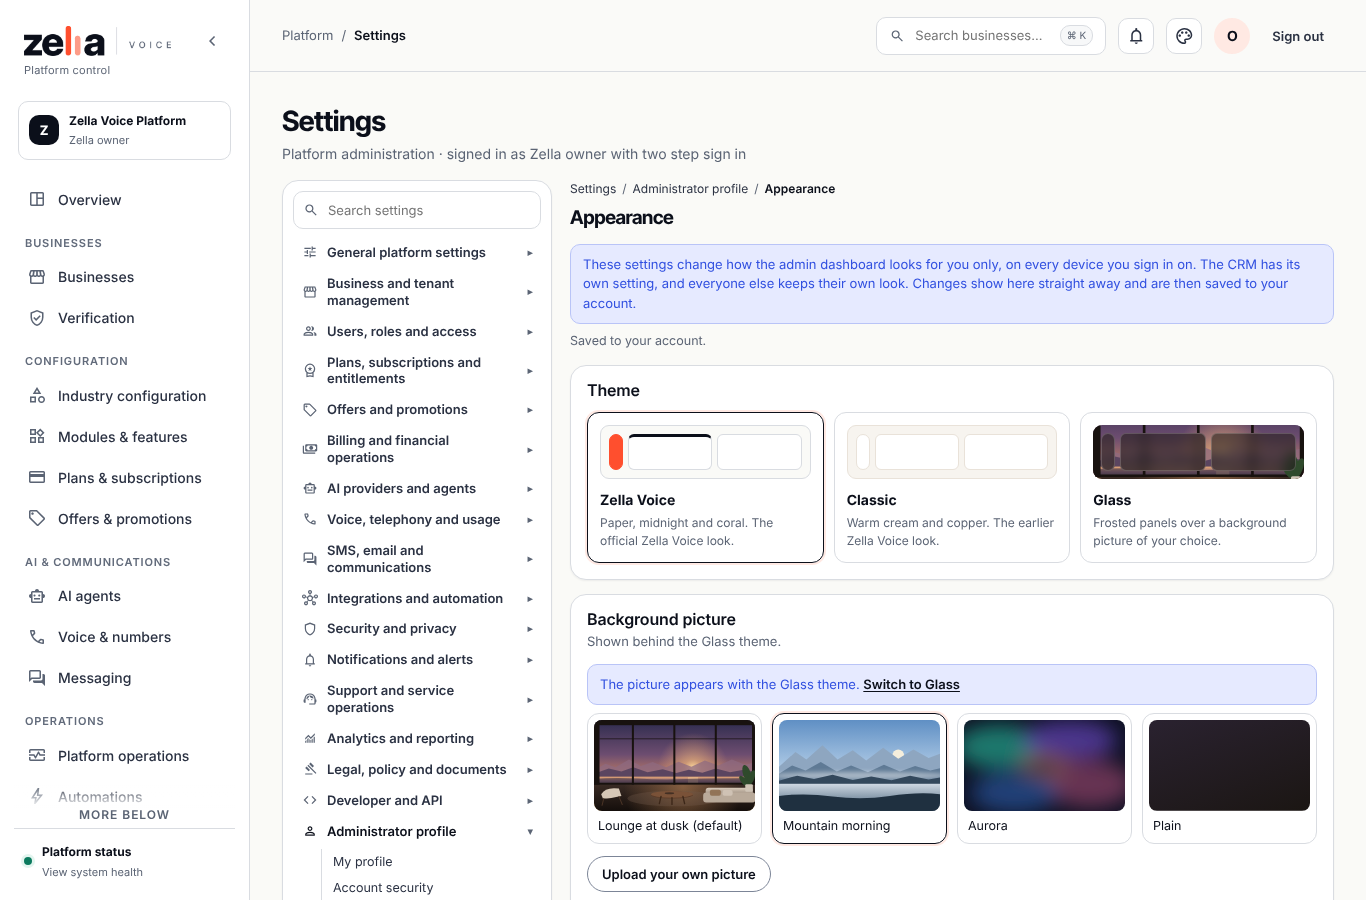 zella VOICE
Platform control
Z
Zella Voice Platform
Zella owner
Overview
BUSINESSES
Businesses
Verification
CONFIGURATION
Industry configuration
Modules & features
Plans & subscriptions
Offers & promotions
AI & COMMUNICATIONS
AI agents
Voice & numbers
Messaging
OPERATIONS
Platform operations
Automations
MORE BELOW
Platform status
View system health
Platform / Settings
Search businesses...
⌘ K
O
Sign out
Settings
Platform administration · signed in as Zella owner with two step sign in
Search settings
General platform settings
Business and tenant
management
Users, roles and access
Plans, subscriptions and
entitlements
Offers and promotions
Billing and financial
operations
AI providers and agents
Voice, telephony and usage
SMS, email and
communications
Integrations and automation
Security and privacy
Notifications and alerts
Support and service
operations
Analytics and reporting
Legal, policy and documents
Developer and API
Administrator profile
My profile
Account security
Settings / Administrator profile / Appearance
Appearance
These settings change how the admin dashboard looks for you only, on every device you sign in on. The CRM has its
own setting, and everyone else keeps their own look. Changes show here straight away and are then saved to your
account.
Saved to your account.
Theme
Zella Voice
Paper, midnight and coral. The
official Zella Voice look.
Classic
Warm cream and copper. The earlier
Zella Voice look.
Glass
Frosted panels over a background
picture of your choice.
Background picture
Shown behind the Glass theme.
The picture appears with the Glass theme. Switch to Glass
Lounge at dusk (default)
Mountain morning
Aurora
Plain
Upload your own picture